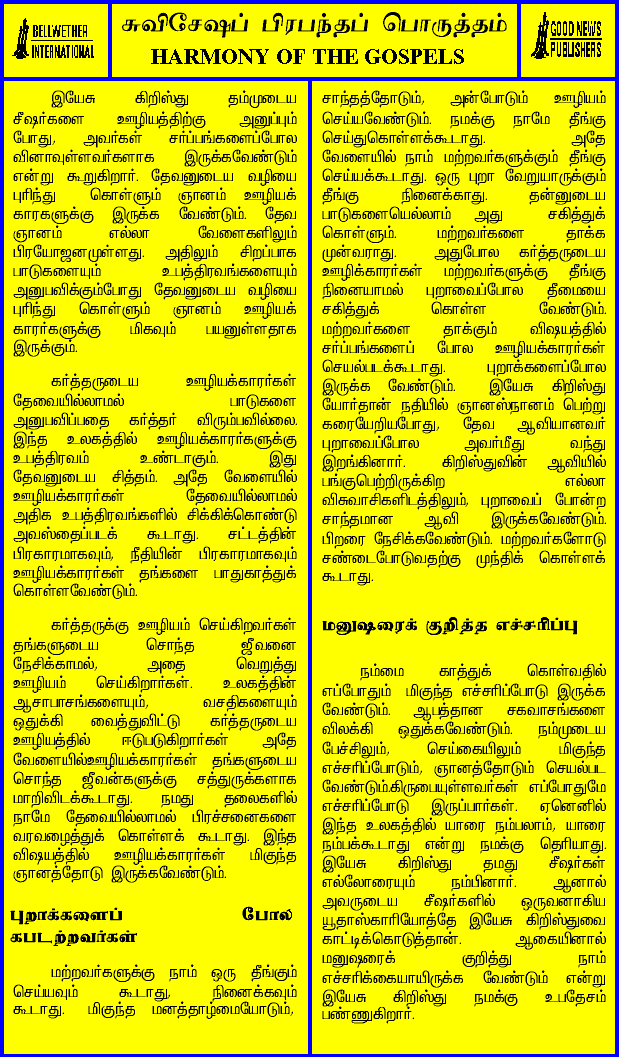 BELLWETHER
INTERNATIONAL
சுவிசேஷப் பிரபந்தப் பொருத்தம்
HARMONY OF THE GOSPELS
GOOD NEWS
PUBLISHERS
இயேசு கிறிஸ்து தம்முடைய
சீஷர்களை ஊழியத்திற்கு அனுப்பும்
போது, அவர்கள் சர்ப்பங்களைப்போல
வினாவுள்ளவர்களாக இருக்கவேண்டும்
என்று கூறுகிறார். தேவனுடைய வழியை
புரிந்து கொள்ளும் ஞானம் ஊழியக்
காரகளுக்கு இருக்க வேண்டும். தேவ
ஞானம் எல்லா வேளைகளிலும்
பிரயோஜனமுள்ளது. அதிலும் சிறப்பாக
பாடுகளையும் உபத்திரவங்களையும்
அனுபவிக்கும்போது தேவனுடைய வழியை
புரிந்து கொள்ளும் ஞானம் ஊழியக்
காரர்களுக்கு மிகவும் பயனுள்ளதாக
இருக்கும்.
கர்த்தருடைய ஊழியக்காரர்கள்
தேவையில்லாமல் பாடுகளை
அனுபவிப்பதை கர்த்தர் விரும்பவில்லை.
இந்த உலகத்தில் ஊழியக்காரர்களுக்கு
உபத்திரவம் உண்டாகும். இது
தேவனுடைய சித்தம். அதே வேளையில்
ஊழியக்காரர்கள் தேவையில்லாமல்
அதிக உபத்திரவங்களில் சிக்கிக்கொண்டு
அவஸ்தைப்படக் கூடாது. சட்டத்தின்
பிரகாரமாகவும், நீதியின் பிரகாரமாகவும்
ஊழியக்காரர்கள் தங்களை பாதுகாத்துக்
கொள்ளவேண்டும்.
கர்த்தருக்கு ஊழியம் செய்கிறவர்கள்
தங்களுடைய சொந்த ஜீவனை
நேசிக்காமல், அதை வெறுத்து
ஊழியம் செய்கிறார்கள். உலகத்தின்
ஆசாபாசங்களையும், வசதிகளையும்
ஒதுக்கி வைத்துவிட்டு கர்த்தருடைய
ஊழியத்தில் ஈடுபடுகிறார்கள் அதே
வேளையில்ஊழியக்காரர்கள் தங்களுடைய
சொந்த ஜீவன்களுக்கு சத்துருக்களாக
மாறிவிடக்கூடாது. நமது தலைகளில்
நாமே தேவையில்லாமல் பிரச்சனைகளை
வரவழைத்துக் கொள்ளக் கூடாது. இந்த
விஷயத்தில் ஊழியக்காரர்கள் மிகுந்த
ஞானத்தோடு இருக்கவேண்டும்.
புறாக்களைப் போல
கபடற்றவர்கள்
மற்றவர்களுக்கு நாம் ஒரு தீங்கும்
செய்யவும் கூடாது, நினைக்கவும்
கூடாது. மிகுந்த மனத்தாழ்மையோடும்,
சாந்தத்தோடும், அன்போடும் ஊழியம்
செய்யவேண்டும். நமக்கு நாமே தீங்கு
செய்துகொள்ளக்கூடாது. அதே
வேளையில் நாம் மற்றவர்களுக்கும் தீங்கு
செய்யக்கூடாது. ஒரு புறா வேறுயாருக்கும்
தீங்கு நினைக்காது. தன்னுடைய
பாடுகளையெல்லாம் அது சகித்துக்
கொள்ளும். மற்றவர்களை தாக்க
முன்வராது. அதுபோல கர்த்தருடைய
ஊழிக்காரர்கள் மற்றவர்களுக்கு தீங்கு
நினையாமல் புறாவைப்போல தீமையை
சகித்துக் கொள்ள வேண்டும்.
மற்றவர்களை தாக்கும் விஷயத்தில்
சர்ப்பங்களைப் போல ஊழியக்காரர்கள்
செயல்படக்கூடாது. புறாக்களைப்போல
இருக்க வேண்டும். இயேசு கிறிஸ்து
யோர்தான் நதியில் ஞானஸ்நானம் பெற்று
கரையேறியபோது, தேவ ஆவியானவர்
புறாவைப்போல அவர்மீது வந்து
இறங்கினார். கிறிஸ்துவின் ஆவியில்
பங்குபெற்றிருக்கிற எல்லா
விசுவாசிகளிடத்திலும், புறாவைப் போன்ற
சாந்தமான ஆவி இருக்கவேண்டும்.
பிறரை நேசிக்கவேண்டும். மற்றவர்களோடு
சண்டைபோடுவதற்கு முந்திக் கொள்ளக்
கூடாது.
மனுஷரைக் குறித்த எச்சரிப்பு
நம்மை காத்துக் கொள்வதில்
எப்போதும் மிகுந்த எச்சரிப்போடு இருக்க
வேண்டும். ஆபத்தான சகவாசங்களை
விலக்கி ஒதுக்கவேண்டும். நம்முடைய
பேச்சிலும், செய்கையிலும் மிகுந்த
எச்சரிப்போடும், ஞானத்தோடும் செயல்பட
வேண்டும்.கிருபையுள்ளவர்கள் எப்போதுமே
எச்சரிப்போடு இருப்பார்கள். ஏனெனில்
இந்த உலகத்தில் யாரை நம்பலாம், யாரை
நம்பக்கூடாது என்று நமக்கு தெரியாது.
இயேசு கிறிஸ்து தமது சீஷர்கள்
எல்லோரையும் நம்பினார். ஆனால்
அவருடைய சீஷர்களில் ஒருவனாகிய
யூதாஸ்காரியோத்தே இயேசு கிறிஸ்துவை
காட்டிக்கொடுத்தான். ஆகையினால்
மனுஷரைக் குறித்து நாம்
எச்சரிக்கையாயிருக்க வேண்டும் என்று
இயேசு கிறிஸ்து நமக்கு உபதேசம்
பண்ணுகிறார்.